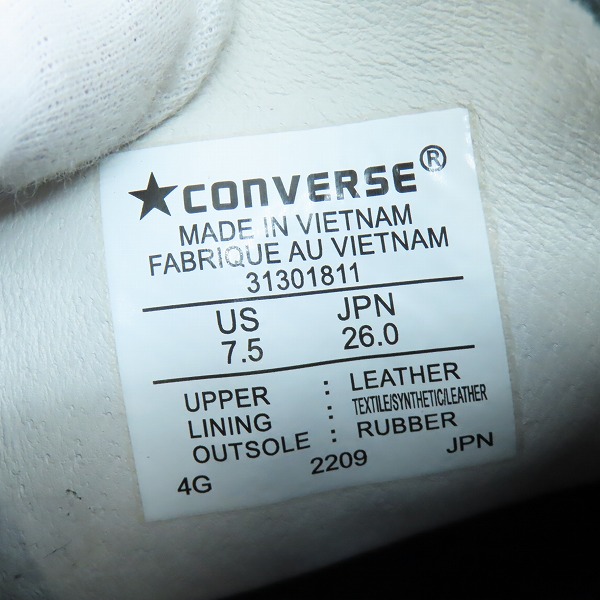 ★CONVERSE®
MADE IN VIETNAM
FABRIQUE AU VIETNAM
31301811
US JPN
7.5 26.0
UPPER : LEATHER
LINING : TEXTILE/SYNTHETIC/LEATHER
OUTSOLE : RUBBER
4G 2209 JPN